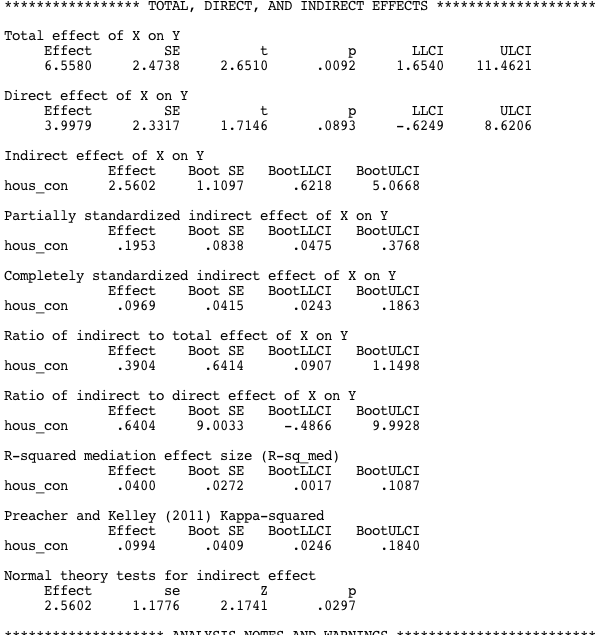 ***************** TOTAL, DIRECT, AND INDIRECT EFFECTS ********************
Total effect of X on Y
Effect SE t p LLCI ULCI
6.5580 2.4738 2.6510 .0092 1.6540 11.4621
Direct effect of X on Y
Effect SE t p LLCI ULCI
3.9979 2.3317 1.7146 .0893 -.6249 8.6206
Indirect effect of X on Y
Effect Boot SE BootLLCI BootULCI
hous_con 2.5602 1.1097 .6218 5.0668
Partially standardized indirect effect of X on Y
Effect Boot SE BootLLCI BootULCI
hous_con .1953 .0838 .0475 .3768
Completely standardized indirect effect of X on Y
Effect Boot SE BootLLCI BootULCI
hous_con .0969 .0415 .0243 .1863
Ratio of indirect to total effect of X on Y
Effect Boot SE BootLLCI BootULCI
hous_con .3904 .6414 .0907 1.1498
Ratio of indirect to direct effect of X on Y
Effect Boot SE BootLLCI BootULCI
hous_con .6404 9.0033 -.4866 9.9928
R-squared mediation effect size (R-sq_med)
Effect Boot SE BootLLCI BootULCI
hous_con .0400 .0272 .0017 .1087
Preacher and Kelley (2011) Kappa-squared
Effect Boot SE BootLLCI BootULCI
hous_con .0994 .0409 .0246 .1840
Normal theory tests for indirect effect
Effect se Z p
2.5602 1.1776 2.1741 .0297
******************** ANALYSIS NOTES AND WARNINGS *************************